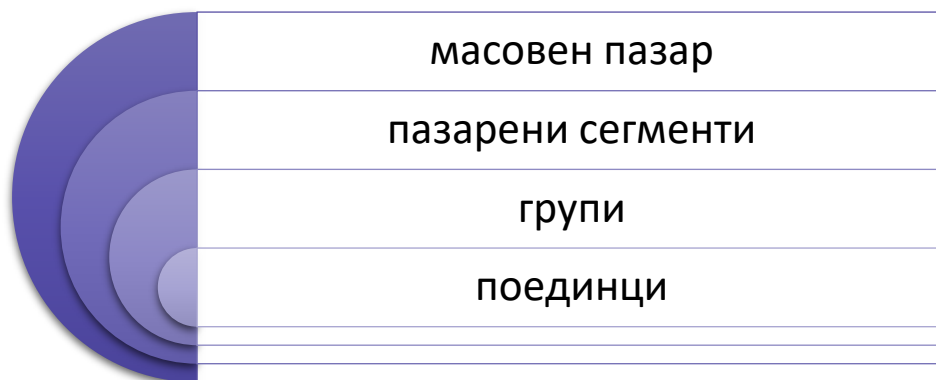 масовен пазар
пазарени сегменти
групи
поединци